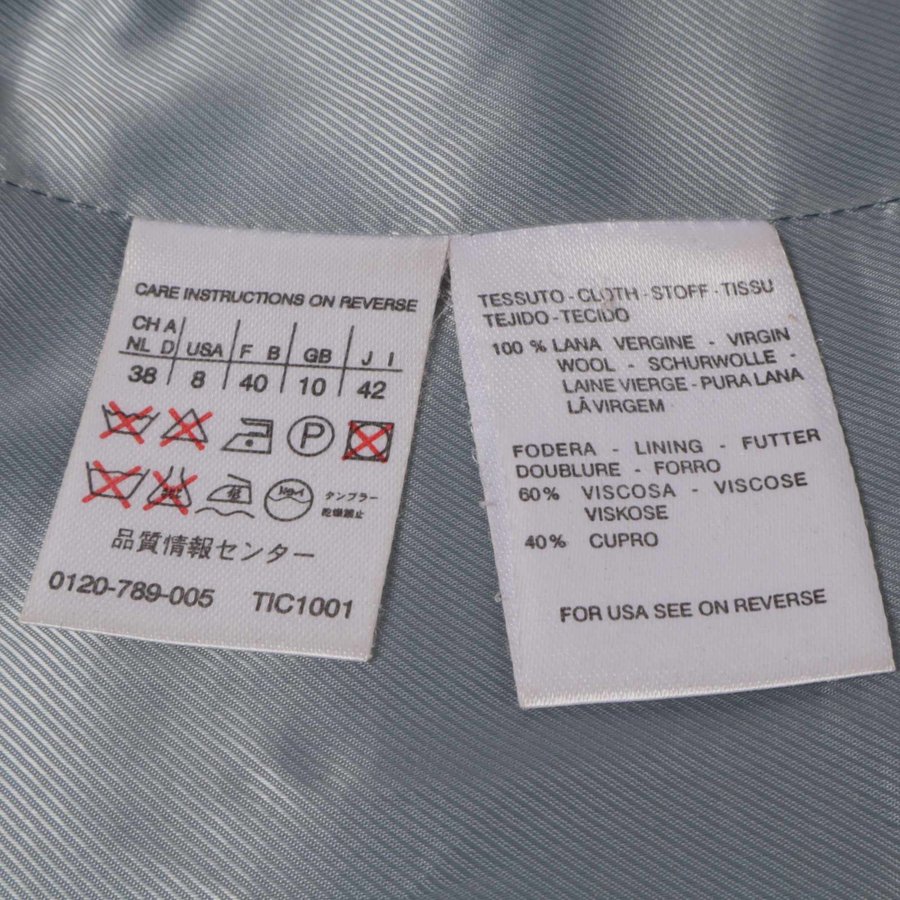 CARE INSTRUCTIONS ON REVERSE
CH A
NL D USA F B GB J I
38 8 40 10 42
P
タンブラー
乾燥禁止
品質情報センター
0120-789-005 TIC1001
TESSUTO - CLOTH - STOFF - TISSU
TEJIDO - TECIDO
100 % LANA VERGINE - VIRGIN
WOOL - SCHURWOLLE -
LAINE VIERGE - PURA LANA
LÂ VIRGEM
FODERA - LINING - FUTTER
DOUBLURE - FORRO
60% VISCOSA - VISCOSE
VISKOSE
40% CUPRO
FOR USA SEE ON REVERSE